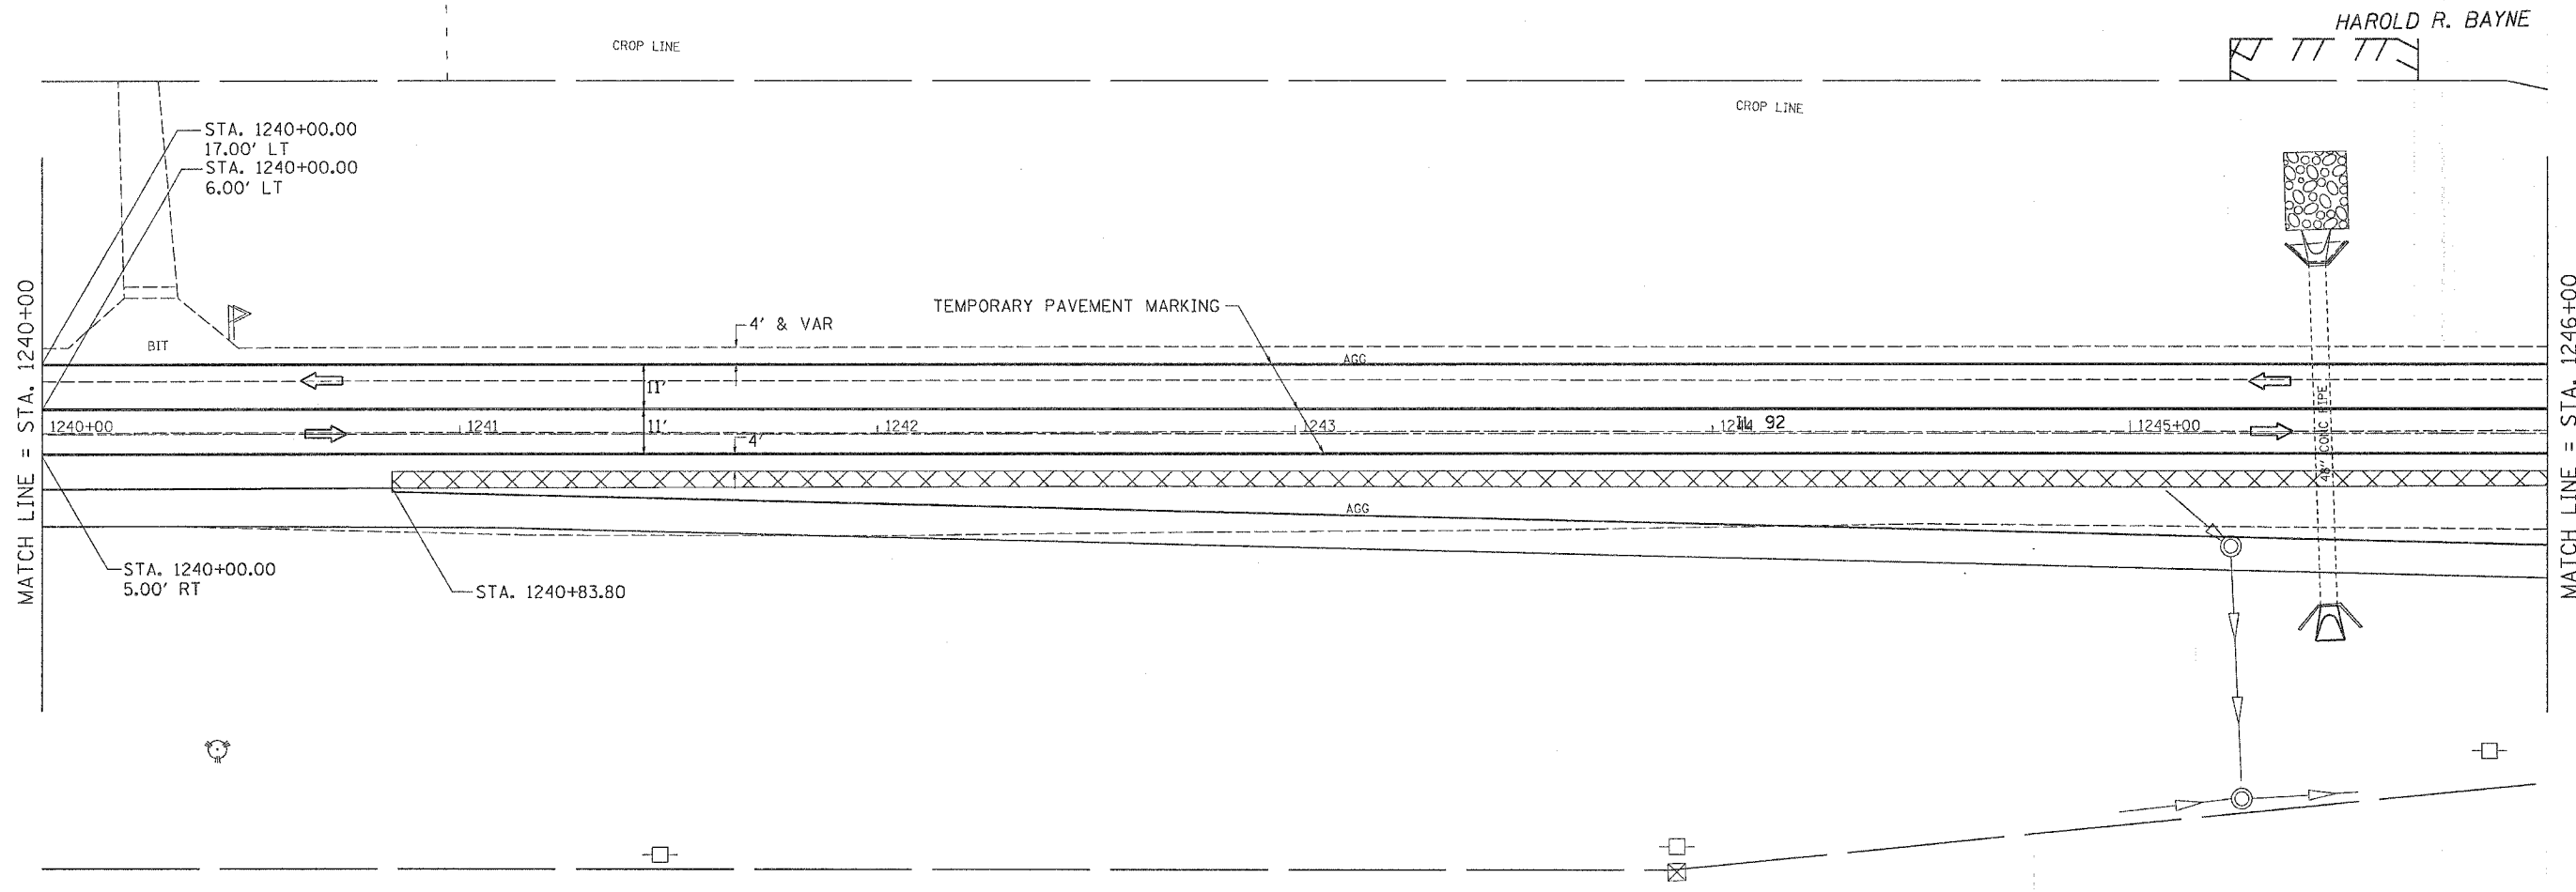 HAROLD R. BAYNE
CROP LINE
CROP LINE
STA. 1240+00.00
17.00' LT
STA. 1240+00.00
6.00' LT
MATCH LINE = STA. 1240+00
TEMPORARY PAVEMENT MARKING
4' & VAR
BIT
AGG
11'
11'
4'
1240+00
1241
1242
1243
1244
IL 92
1245+00
48" CONC PIPE
MATCH LINE = STA. 1246+00
AGG
STA. 1240+00.00
5.00' RT
STA. 1240+83.80